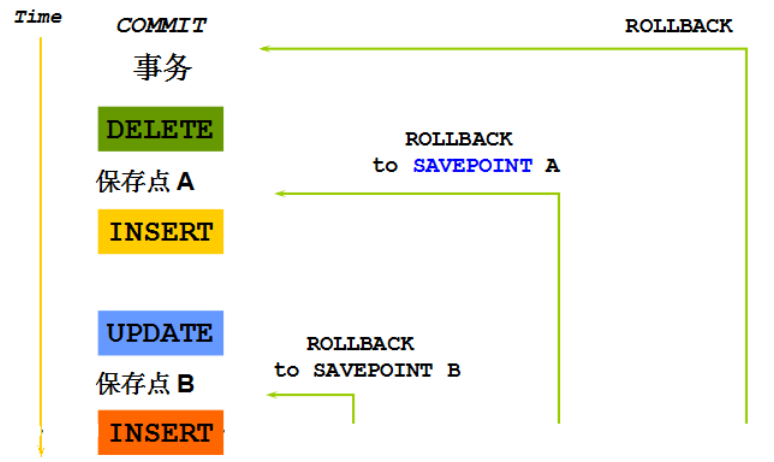 Time
COMMIT
ROLLBACK
事务
DELETE
ROLLBACK
to SAVEPOINT A
保存点 A
INSERT
UPDATE
ROLLBACK
to SAVEPOINT B
保存点 B
INSERT